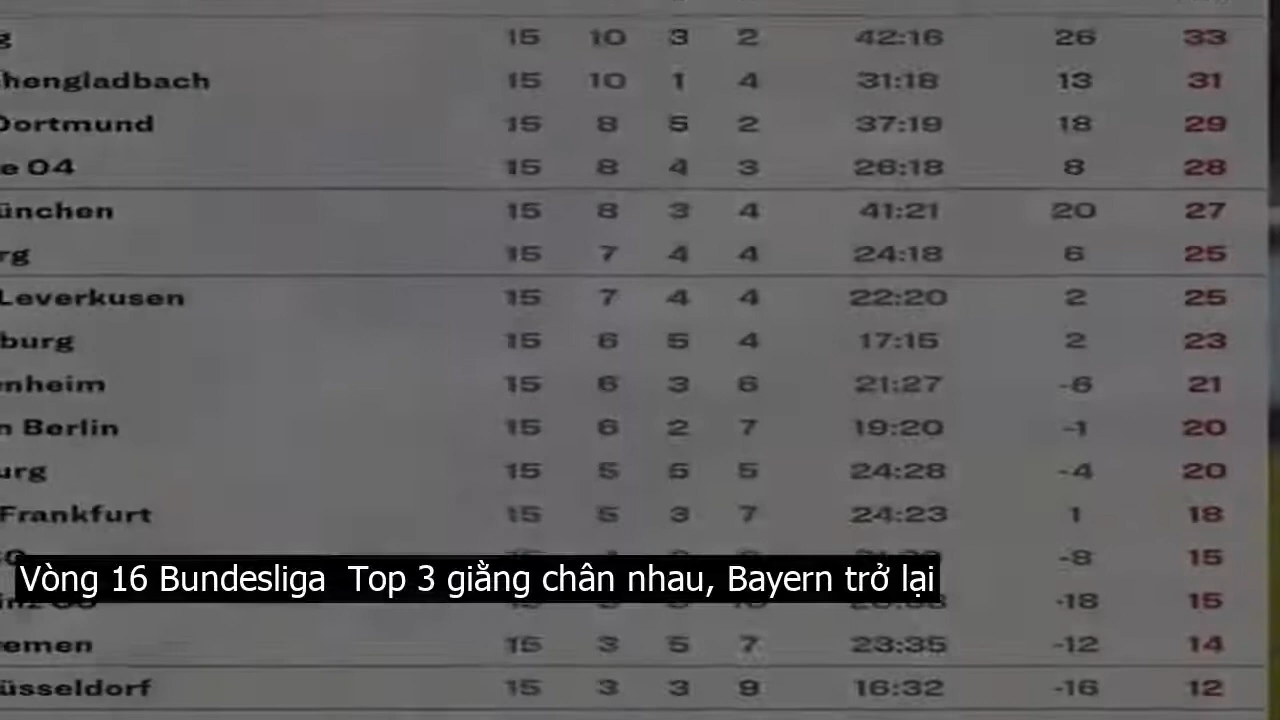 g 15 10 3 2 42:16 26 33
hengladbach 15 10 1 4 31:18 13 31
Dortmund 15 8 5 2 37:19 18 29
e 04 15 8 4 3 26:18 8 28
ünchen 15 8 3 4 41:21 20 27
rg 15 7 4 4 24:18 6 25
Leverkusen 15 7 4 4 22:20 2 25
burg 15 6 5 4 17:15 2 23
enheim 15 6 3 6 21:27 -6 21
n Berlin 15 6 2 7 19:20 -1 20
urg 15 5 5 5 24:28 -4 20
Frankfurt 15 5 3 7 24:23 1 18
-8 15
Vòng 16 Bundesliga Top 3 giằng chân nhau, Bayern trở lại
-18 15
emen 15 3 5 7 23:35 -12 14
üsseldorf 15 3 3 9 16:32 -16 12